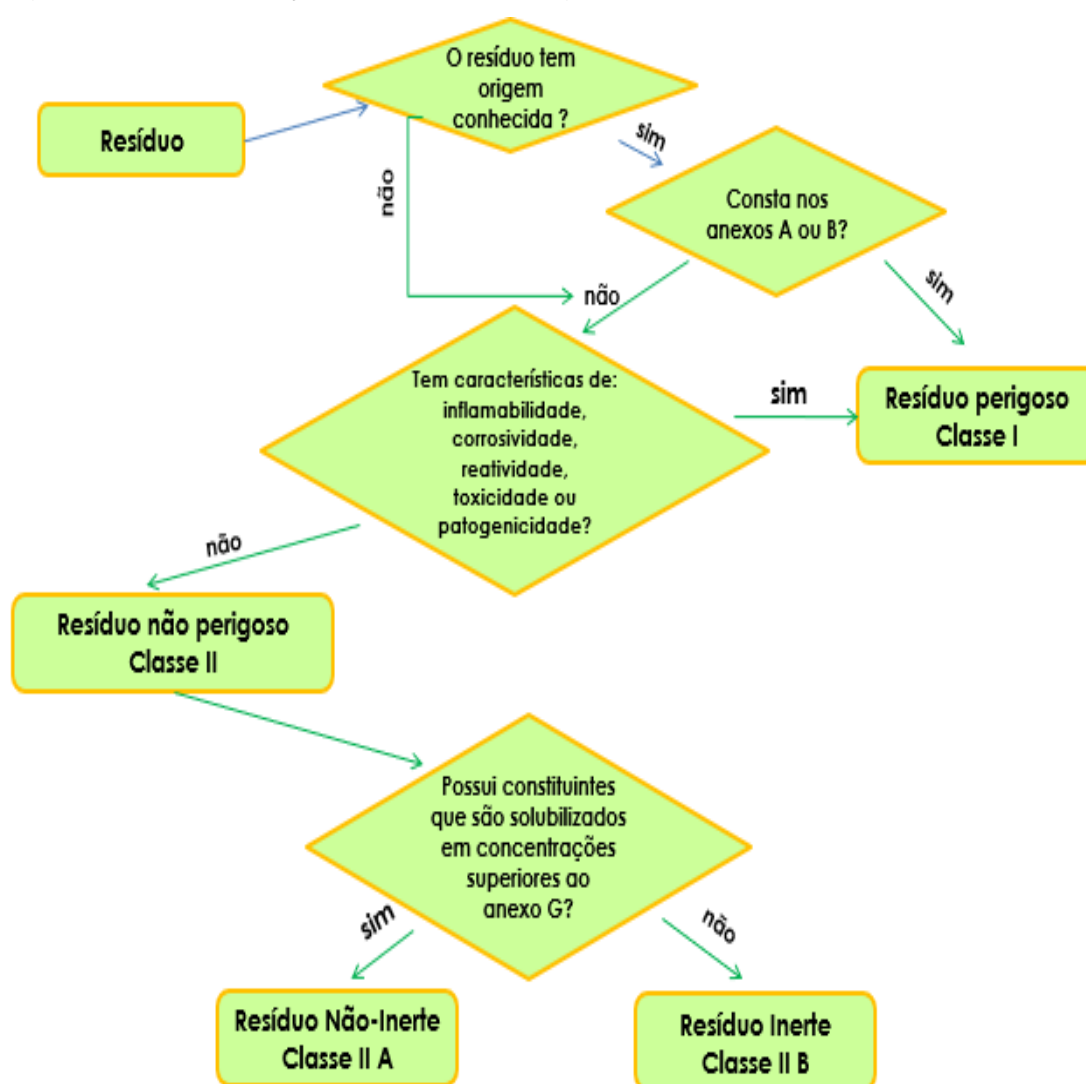 O resíduo tem
origem
conhecida ?
Resíduo
sim
não
Consta nos
anexos A ou B?
não
sim
Tem características de:
inflamabilidade,
corrosividade,
reatividade,
toxicidade ou
patogenicidade?
sim
Resíduo perigoso
Classe I
não
Resíduo não perigoso
Classe II
Possui constituintes
que são solubilizados
em concentrações
superiores ao
anexo G?
sim
não
Resíduo Não-Inerte
Classe II A
Resíduo Inerte
Classe II B